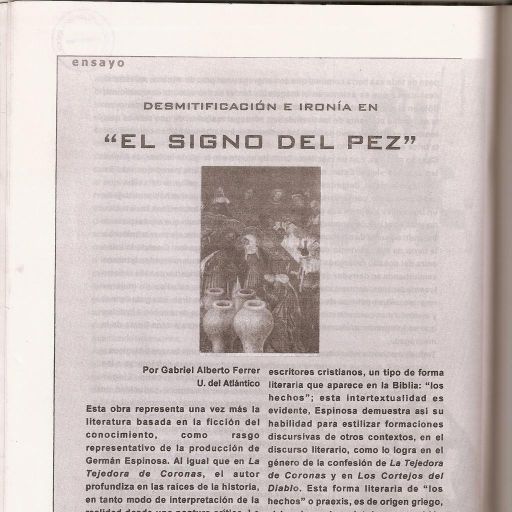 ensayo
DESMITIFICACIÓN E IRONÍA EN
“EL SIGNO DEL PEZ”
Por Gabriel Alberto Ferrer
U. del Atlántico
Esta obra representa una vez más la
literatura basada en la ficción del
conocimiento, como rasgo
representativo de la producción de
Germán Espinosa. Al igual que en La
Tejedora de Coronas, el autor
profundiza en las raíces de la historia,
en tanto modo de interpretación de la
escritores cristianos, un tipo de forma
literaria que aparece en la Biblia: “los
hechos”; esta intertextualidad es
evidente, Espinosa demuestra así su
habilidad para estilizar formaciones
discursivas de otros contextos, en el
discurso literario, como lo logra en el
género de la confesión de La Tejedora
de Coronas y en Los Cortejos del
Diablo. Esta forma literaria de “los
hechos” o praexis, es de origen griego,